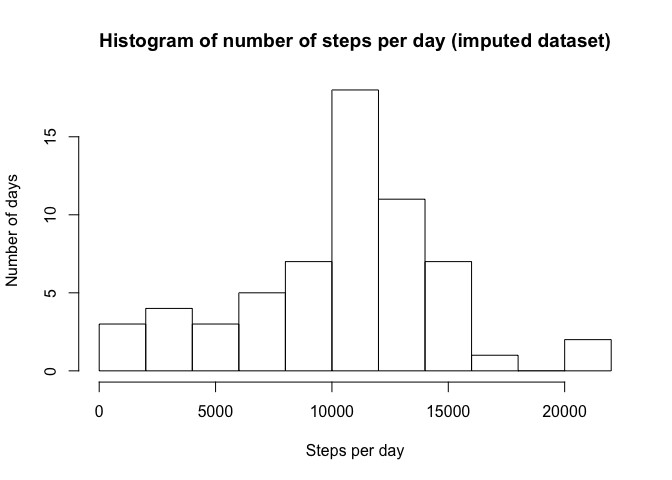 Histogram of number of steps per day (imputed dataset)
Number of days
15
10
5
0
0 5000 10000 15000 20000
Steps per day